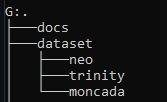 G:.
├───docs
├───dataset
│   ├───neo
│   ├───trinity
│   └───moncada